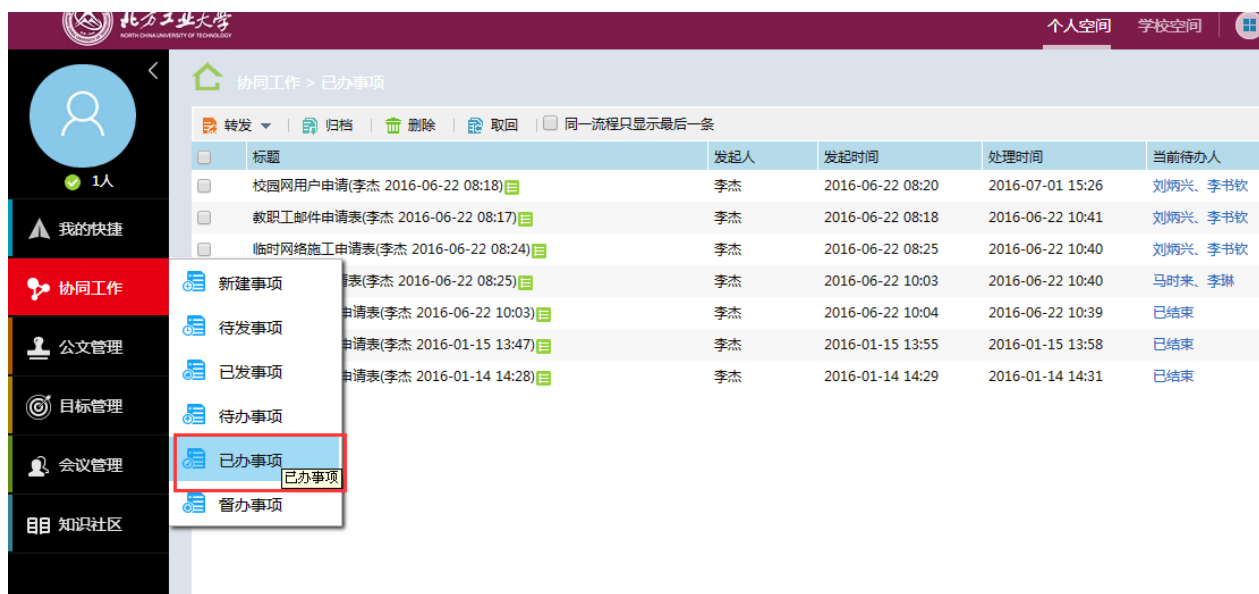 北方工业大学
NORTH CHINA UNIVERSITY OF TECHNOLOGY
个人空间 学校空间
1人
我的快捷
协同工作
公文管理
目标管理
会议管理
知识社区
协同工作 > 已办事项
转发 归档 删除 取回 同一流程只显示最后一条
标题 发起人 发起时间 处理时间 当前待办人
校园网用户申请(李杰 2016-06-22 08:18) 李杰 2016-06-22 08:20 2016-07-01 15:26 刘炳兴、李书钦
教职工邮件申请表(李杰 2016-06-22 08:17) 李杰 2016-06-22 08:18 2016-06-22 10:41 刘炳兴、李书钦
临时网络施工申请表(李杰 2016-06-22 08:24) 李杰 2016-06-22 08:25 2016-06-22 10:40 刘炳兴、李书钦
表(李杰 2016-06-22 08:25) 李杰 2016-06-22 10:03 2016-06-22 10:40 马时来、李琳
申请表(李杰 2016-06-22 10:03) 李杰 2016-06-22 10:04 2016-06-22 10:39 已结束
申请表(李杰 2016-01-15 13:47) 李杰 2016-01-15 13:55 2016-01-15 13:58 已结束
申请表(李杰 2016-01-14 14:28) 李杰 2016-01-14 14:29 2016-01-14 14:31 已结束
新建事项
待发事项
已发事项
待办事项
已办事项
已办事项
督办事项